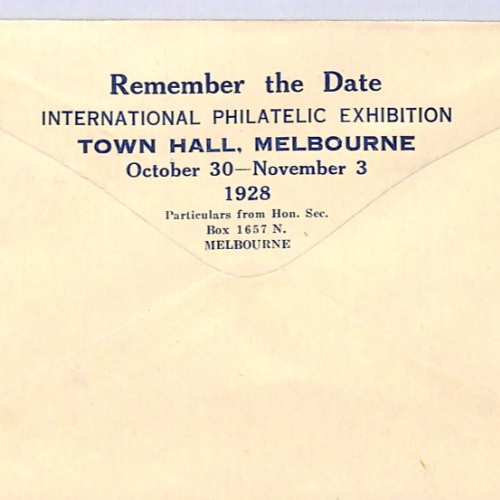 Remember the Date
INTERNATIONAL PHILATELIC EXHIBITION
TOWN HALL, MELBOURNE
October 30—November 3
1928
Particulars from Hon. Sec.
Box 1657 N.
MELBOURNE